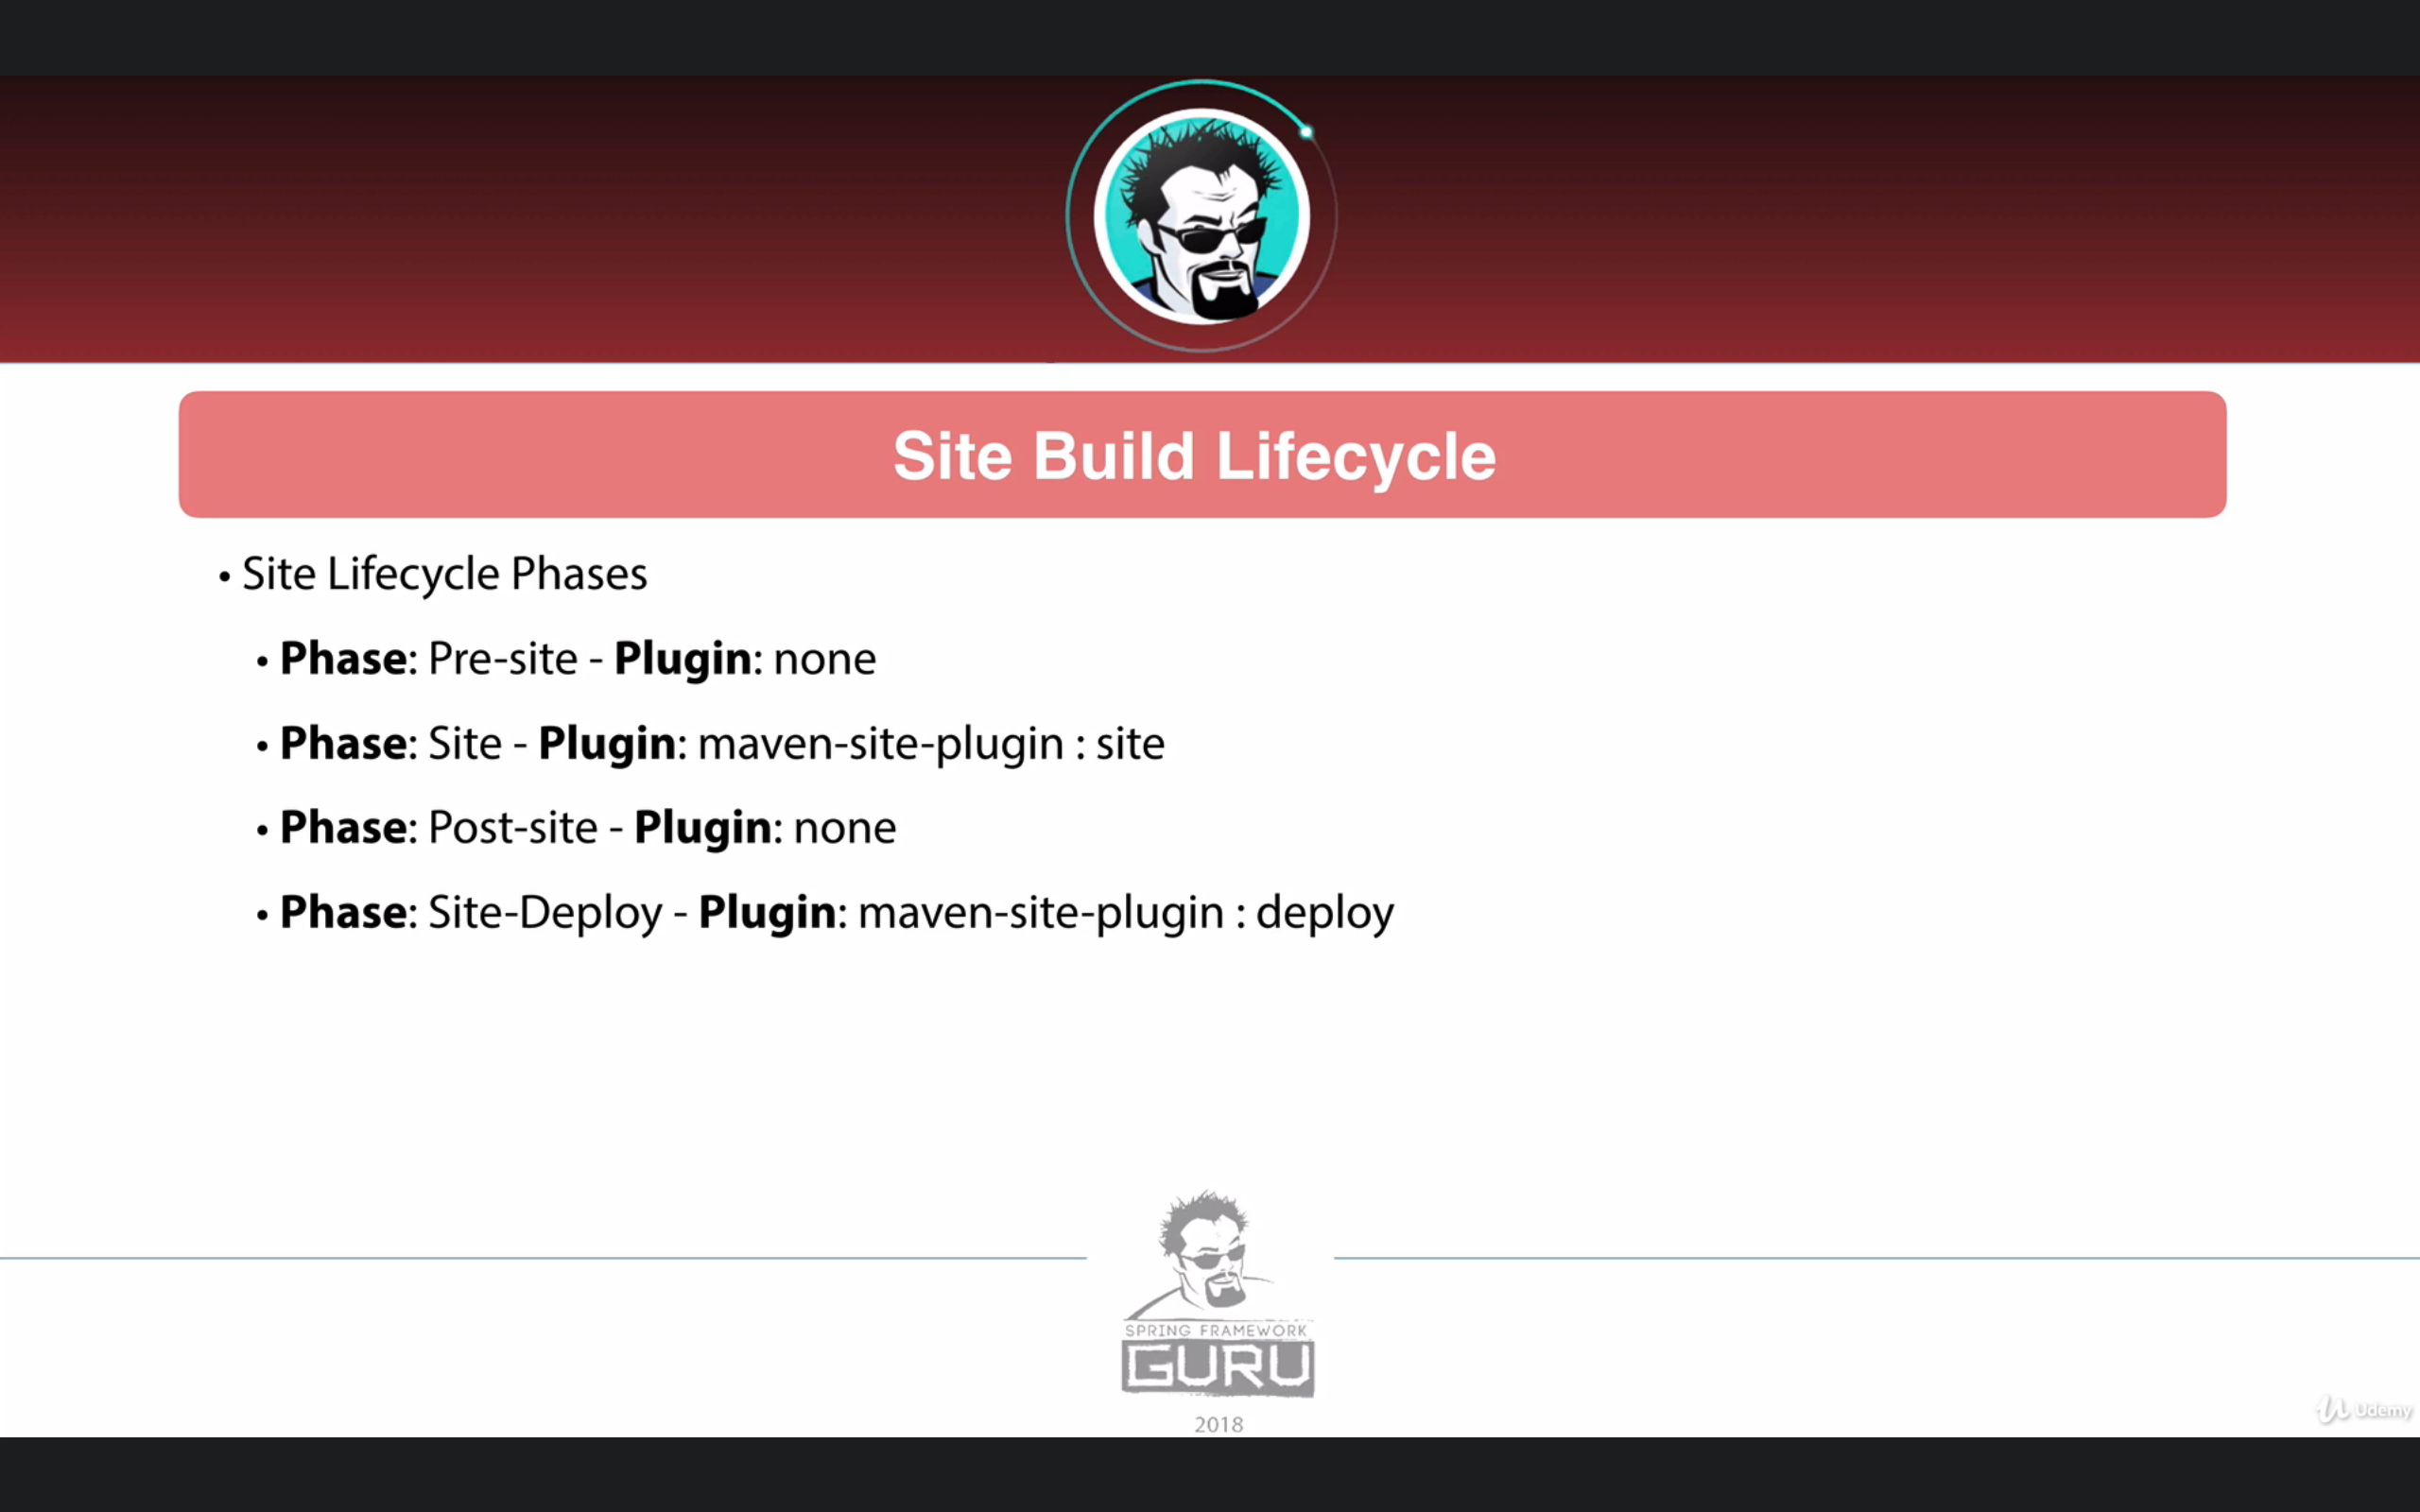 Site Build Lifecycle
• Site Lifecycle Phases
• Phase: Pre-site - Plugin: none
• Phase: Site - Plugin: maven-site-plugin : site
• Phase: Post-site - Plugin: none
• Phase: Site-Deploy - Plugin: maven-site-plugin : deploy
SPRING FRAMEWORK
GURU
2018
Udemy